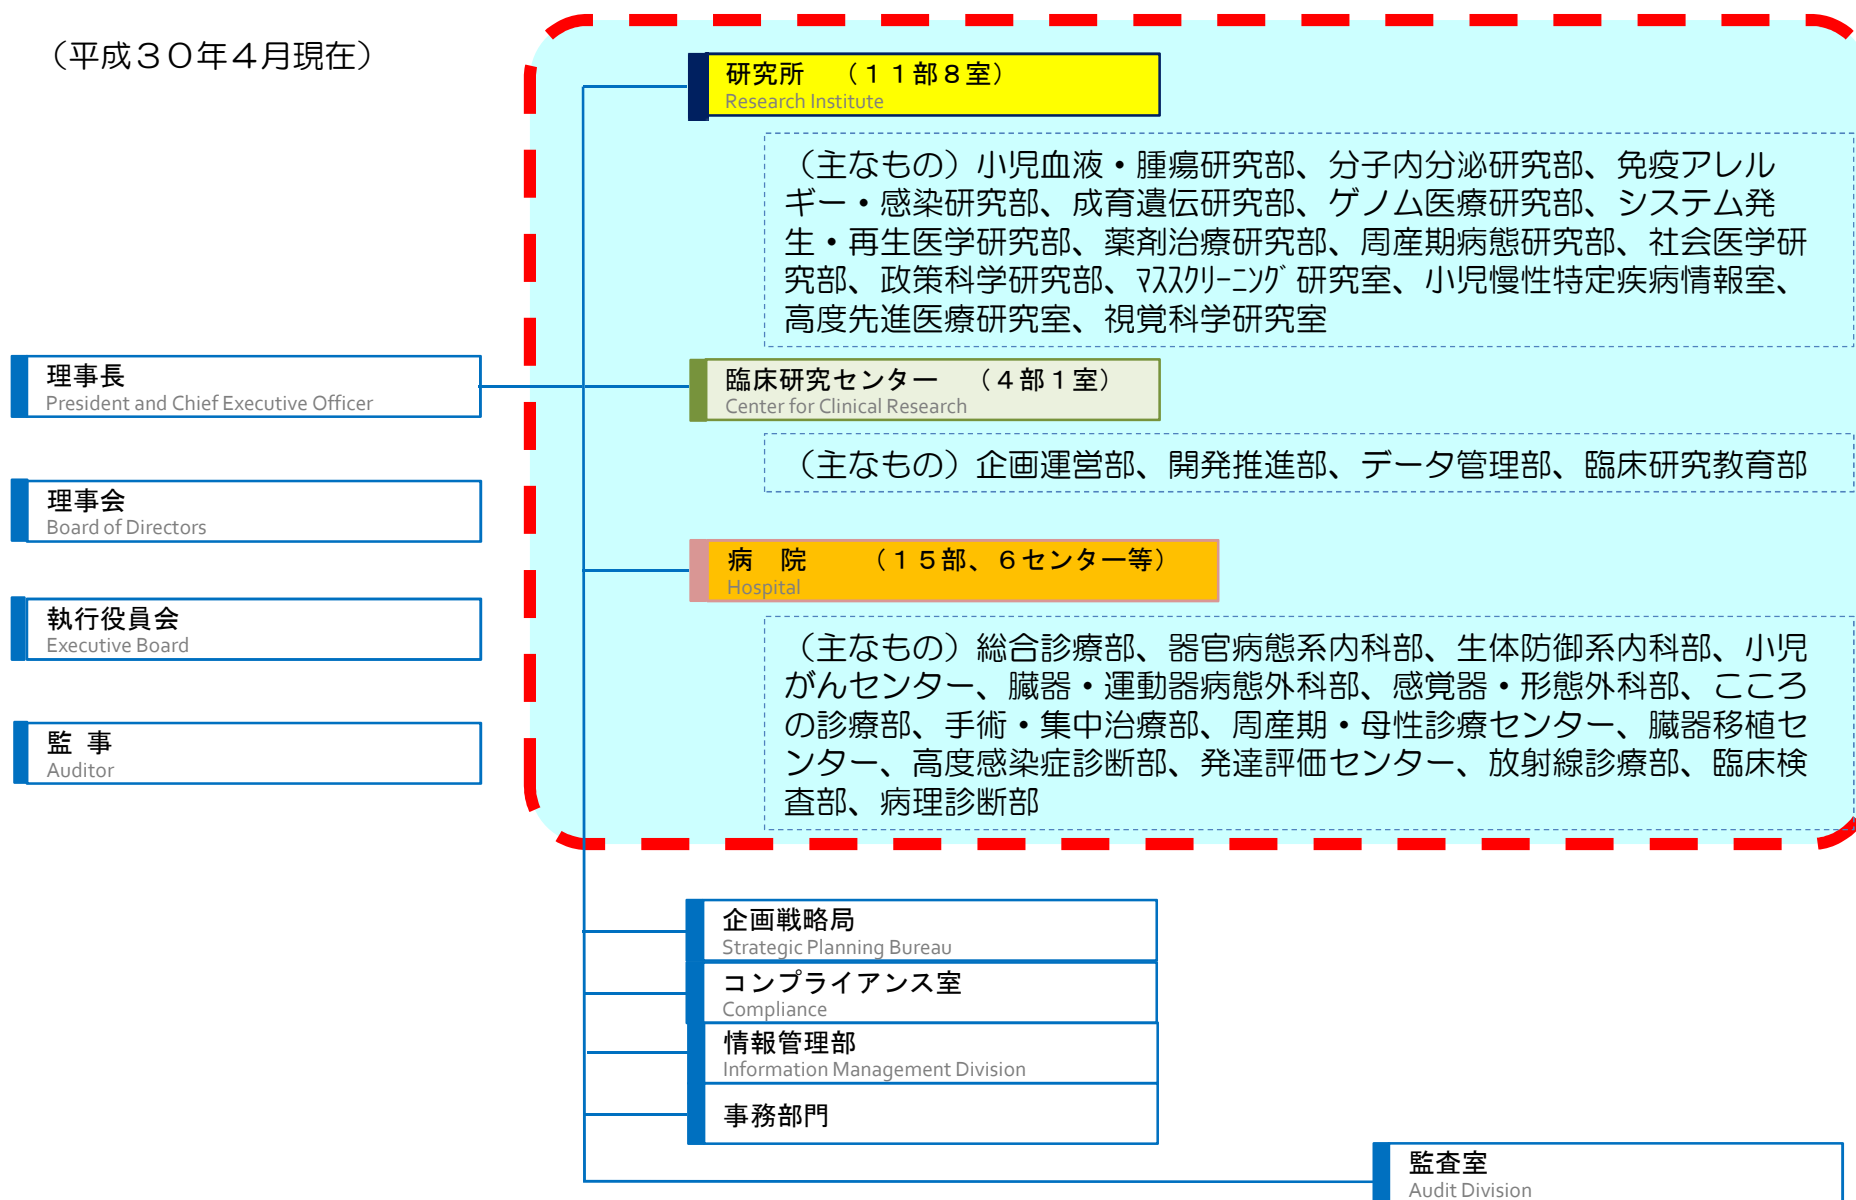 （平成３０年４月現在）
研究所　（１１部８室）
Research Institute
（主なもの）小児血液・腫瘍研究部、分子内分泌研究部、免疫アレル
ギー・感染研究部、成育遺伝研究部、ゲノム医療研究部、システム発
生・再生医学研究部、薬剤治療研究部、周産期病態研究部、社会医学研
究部、政策科学研究部、ﾏｽｽｸﾘｰﾆﾝｸﾞ研究室、小児慢性特定疾病情報室、
高度先進医療研究室、視覚科学研究室
理事長
President and Chief Executive Officer
臨床研究センター　（４部１室）
Center for Clinical Research
（主なもの）企画運営部、開発推進部、データ管理部、臨床研究教育部
理事会
Board of Directors
病　院　　（１５部、６センター等）
Hospital
執行役員会
Executive Board
（主なもの）総合診療部、器官病態系内科部、生体防御系内科部、小児
がんセンター、臓器・運動器病態外科部、感覚器・形態外科部、こころ
の診療部、手術・集中治療部、周産期・母性診療センター、臓器移植セ
ンター、高度感染症診断部、発達評価センター、放射線診療部、臨床検
査部、病理診断部
監 事
Auditor
企画戦略局
Strategic Planning Bureau
コンプライアンス室
Compliance
情報管理部
Information Management Division
事務部門
監査室
Audit Division